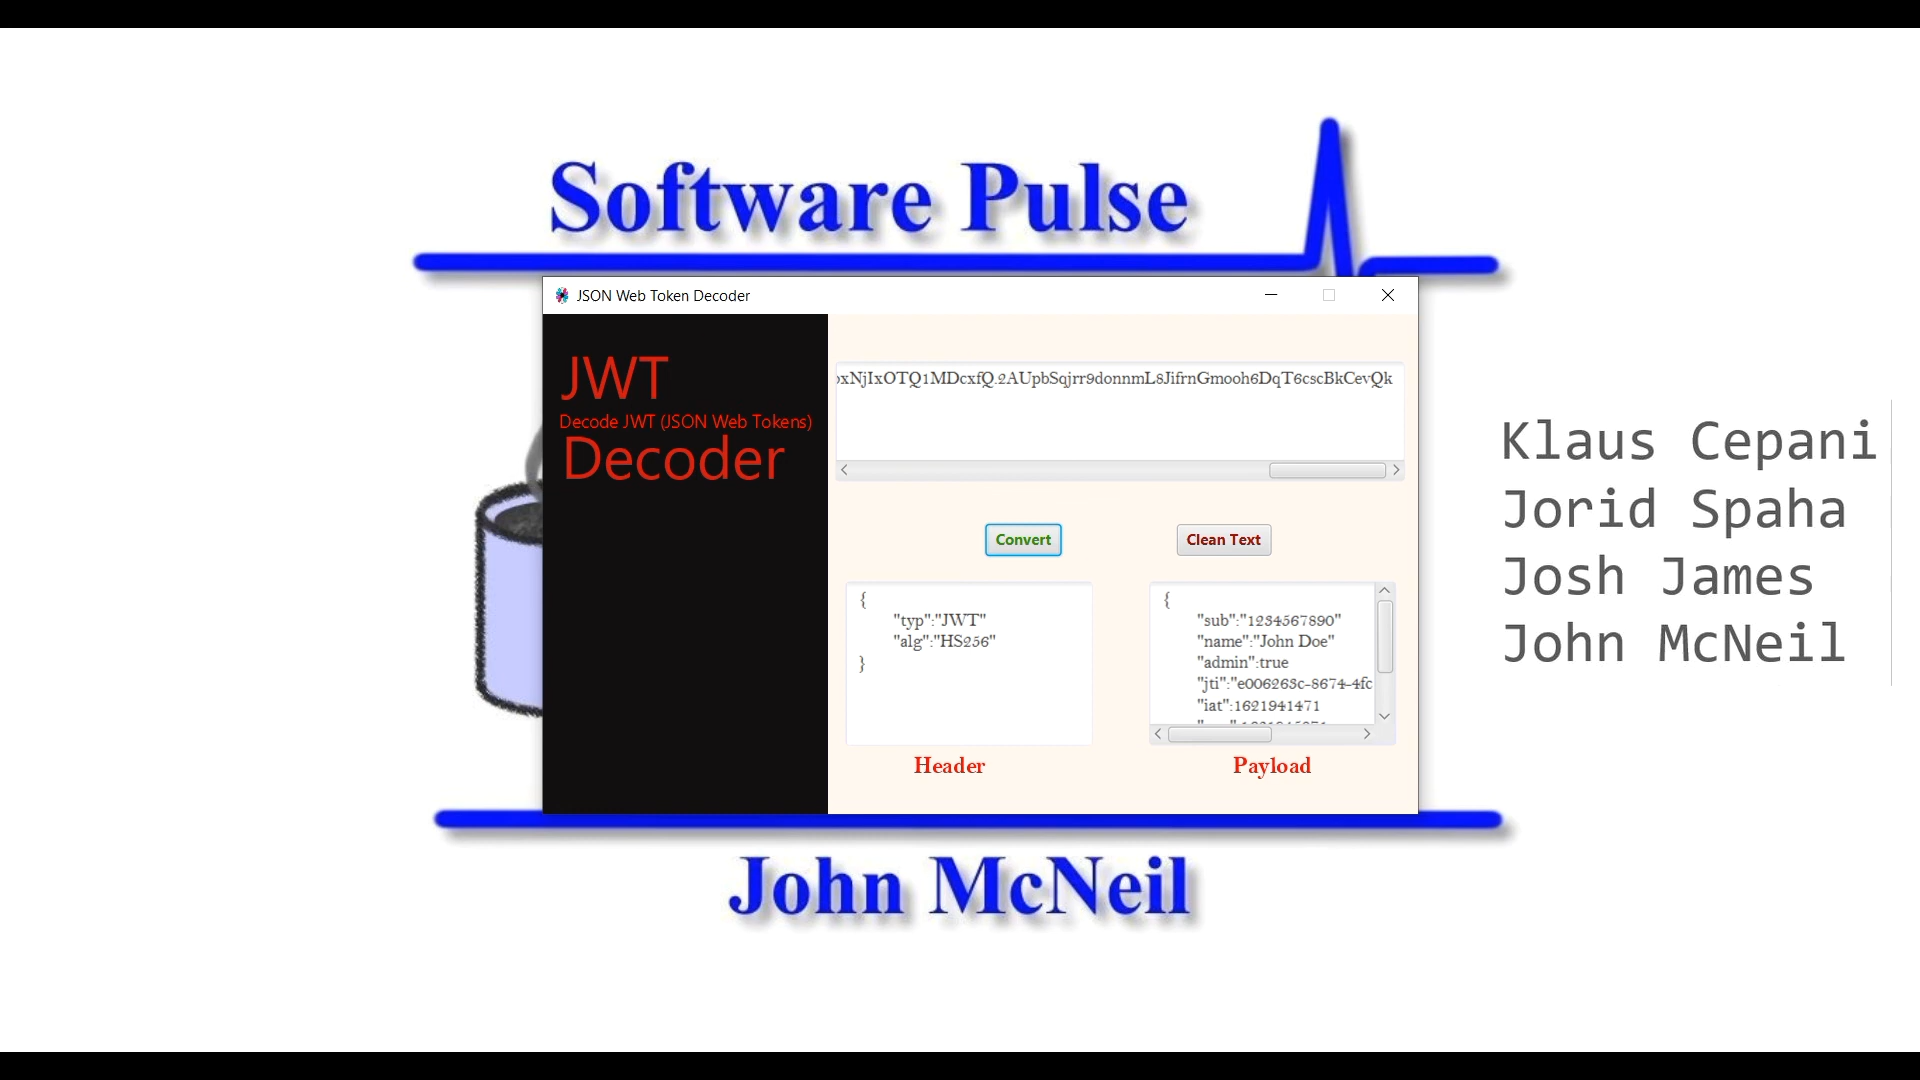 Software Pulse
JSON Web Token Decoder
JWT
Decode JWT (JSON Web Tokens)
Decoder
xNjIxOTQ1MDcxfQ.2AUpbSqjrr9donnmL8JifrnGmooh6DqT6cscBkCevQk
Convert
Clean Text
{
"typ":"JWT"
"alg":"HS256"
}
Header
{
"sub":"1234567890"
"name":"John Doe"
"admin":true
"jti":"e006263c-8674-4fc
"iat":1621941471
Payload
Klaus Cepani
Jorid Spaha
Josh James
John McNeil
John McNeil